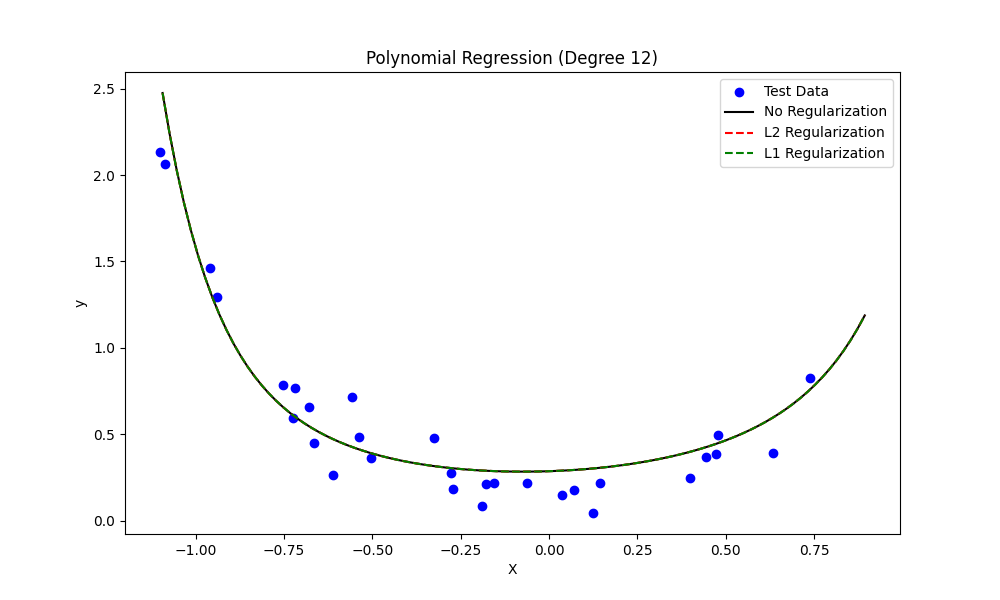 Polynomial Regression (Degree 12)
Test Data
No Regularization
L2 Regularization
L1 Regularization
y
2.5
2.0
1.5
1.0
0.5
0.0
−1.00 −0.75 −0.50 −0.25 0.00 0.25 0.50 0.75
X